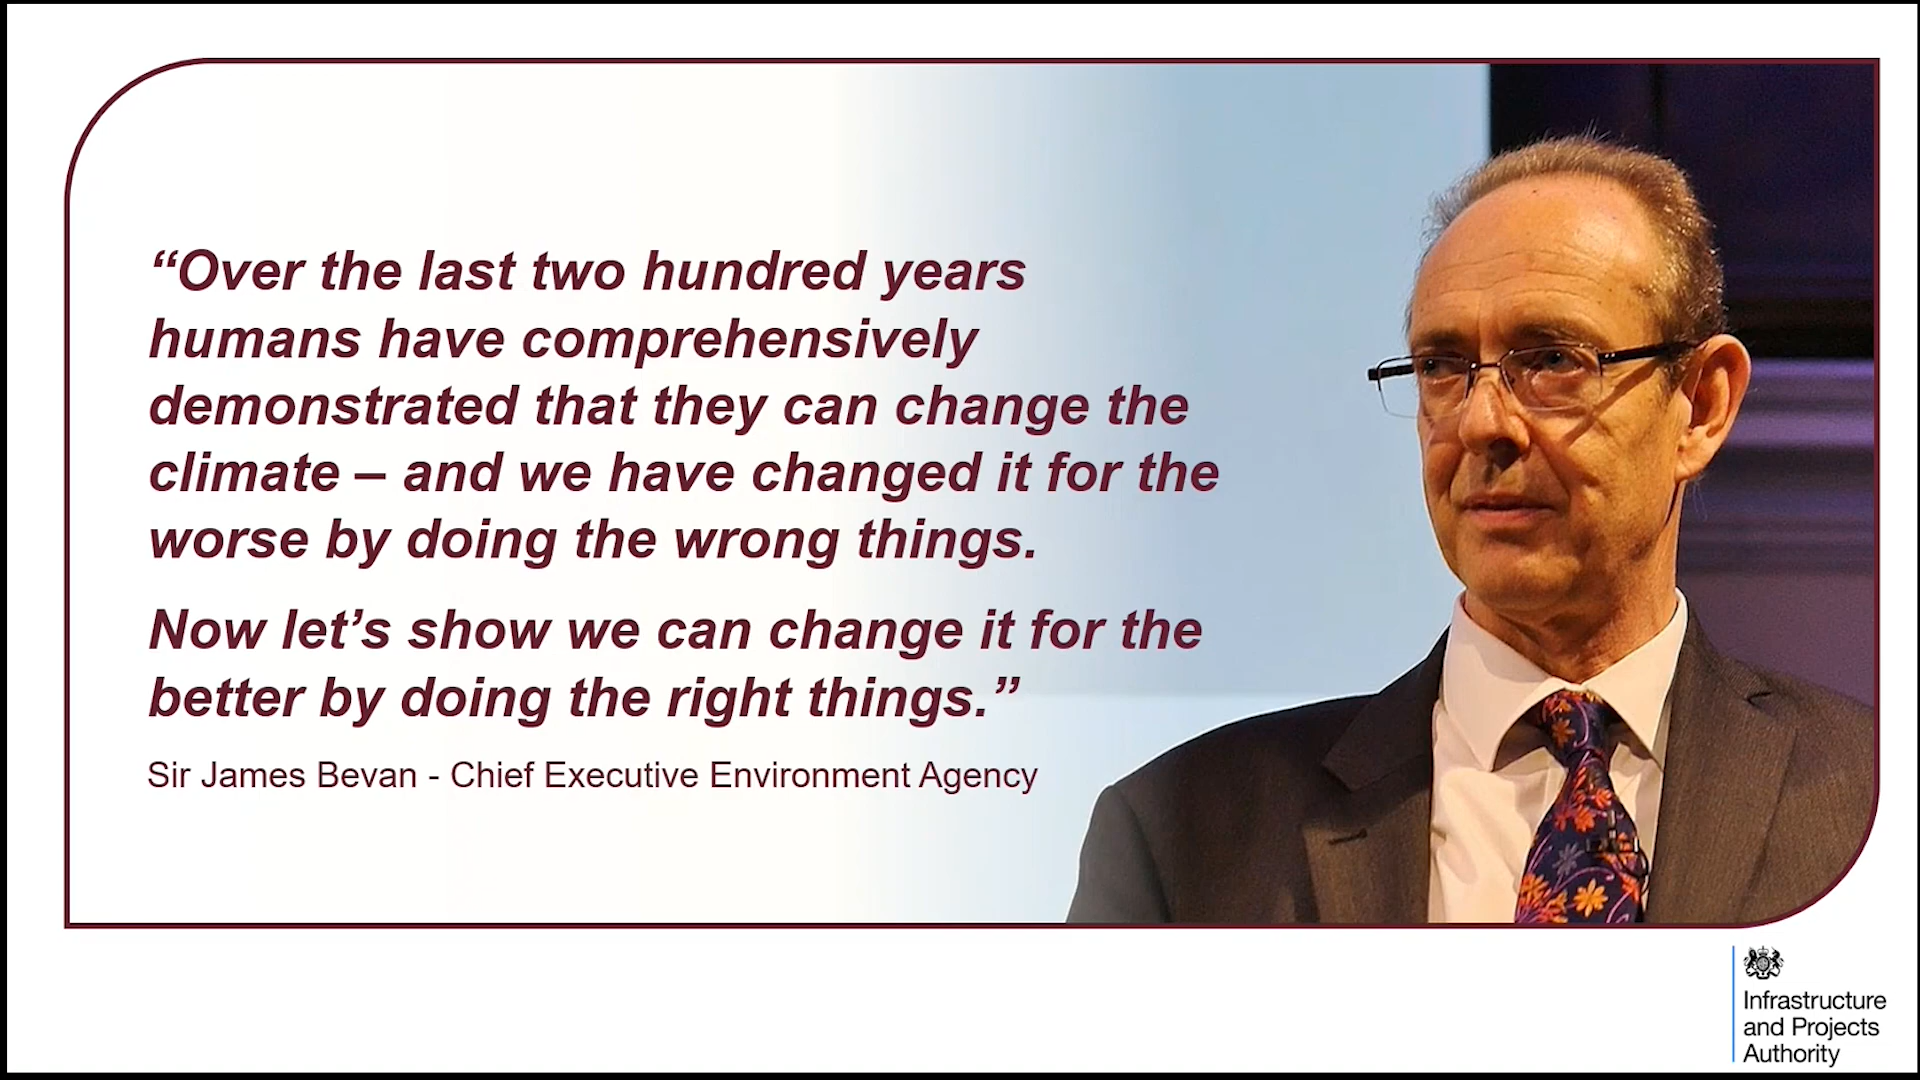 “Over the last two hundred years
humans have comprehensively
demonstrated that they can change the
climate – and we have changed it for the
worse by doing the wrong things.
Now let’s show we can change it for the
better by doing the right things.”
Sir James Bevan - Chief Executive Environment Agency
Infrastructure
and Projects
Authority